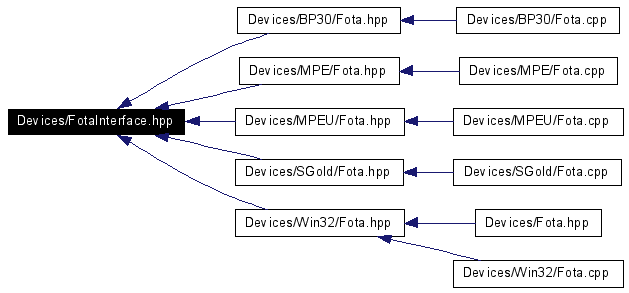 Devices/BP30/Fota.hpp
Devices/BP30/Fota.cpp
Devices/MPE/Fota.hpp
Devices/MPE/Fota.cpp
Devices/FotaInterface.hpp
Devices/MPEU/Fota.hpp
Devices/MPEU/Fota.cpp
Devices/SGold/Fota.hpp
Devices/SGold/Fota.cpp
Devices/Win32/Fota.hpp
Devices/Fota.hpp
Devices/Win32/Fota.cpp